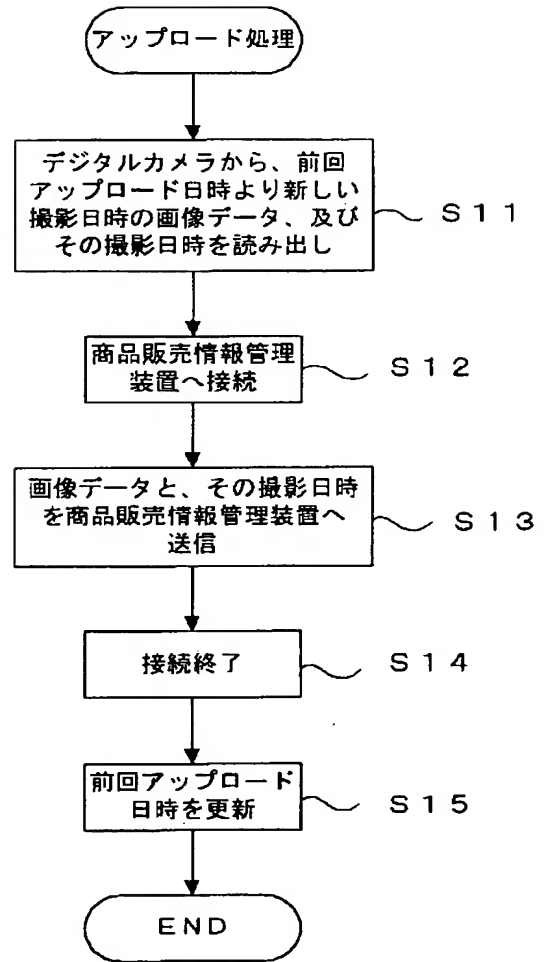 アップロード処理
デジタルカメラから、前回
アップロード日時より新しい
撮影日時の画像データ、及び
その撮影日時を読み出し
S11
商品販売情報管理
装置へ接続
S12
画像データと、その撮影日時
を商品販売情報管理装置へ
送信
S13
接続終了
S14
前回アップロード
日時を更新
S15
END